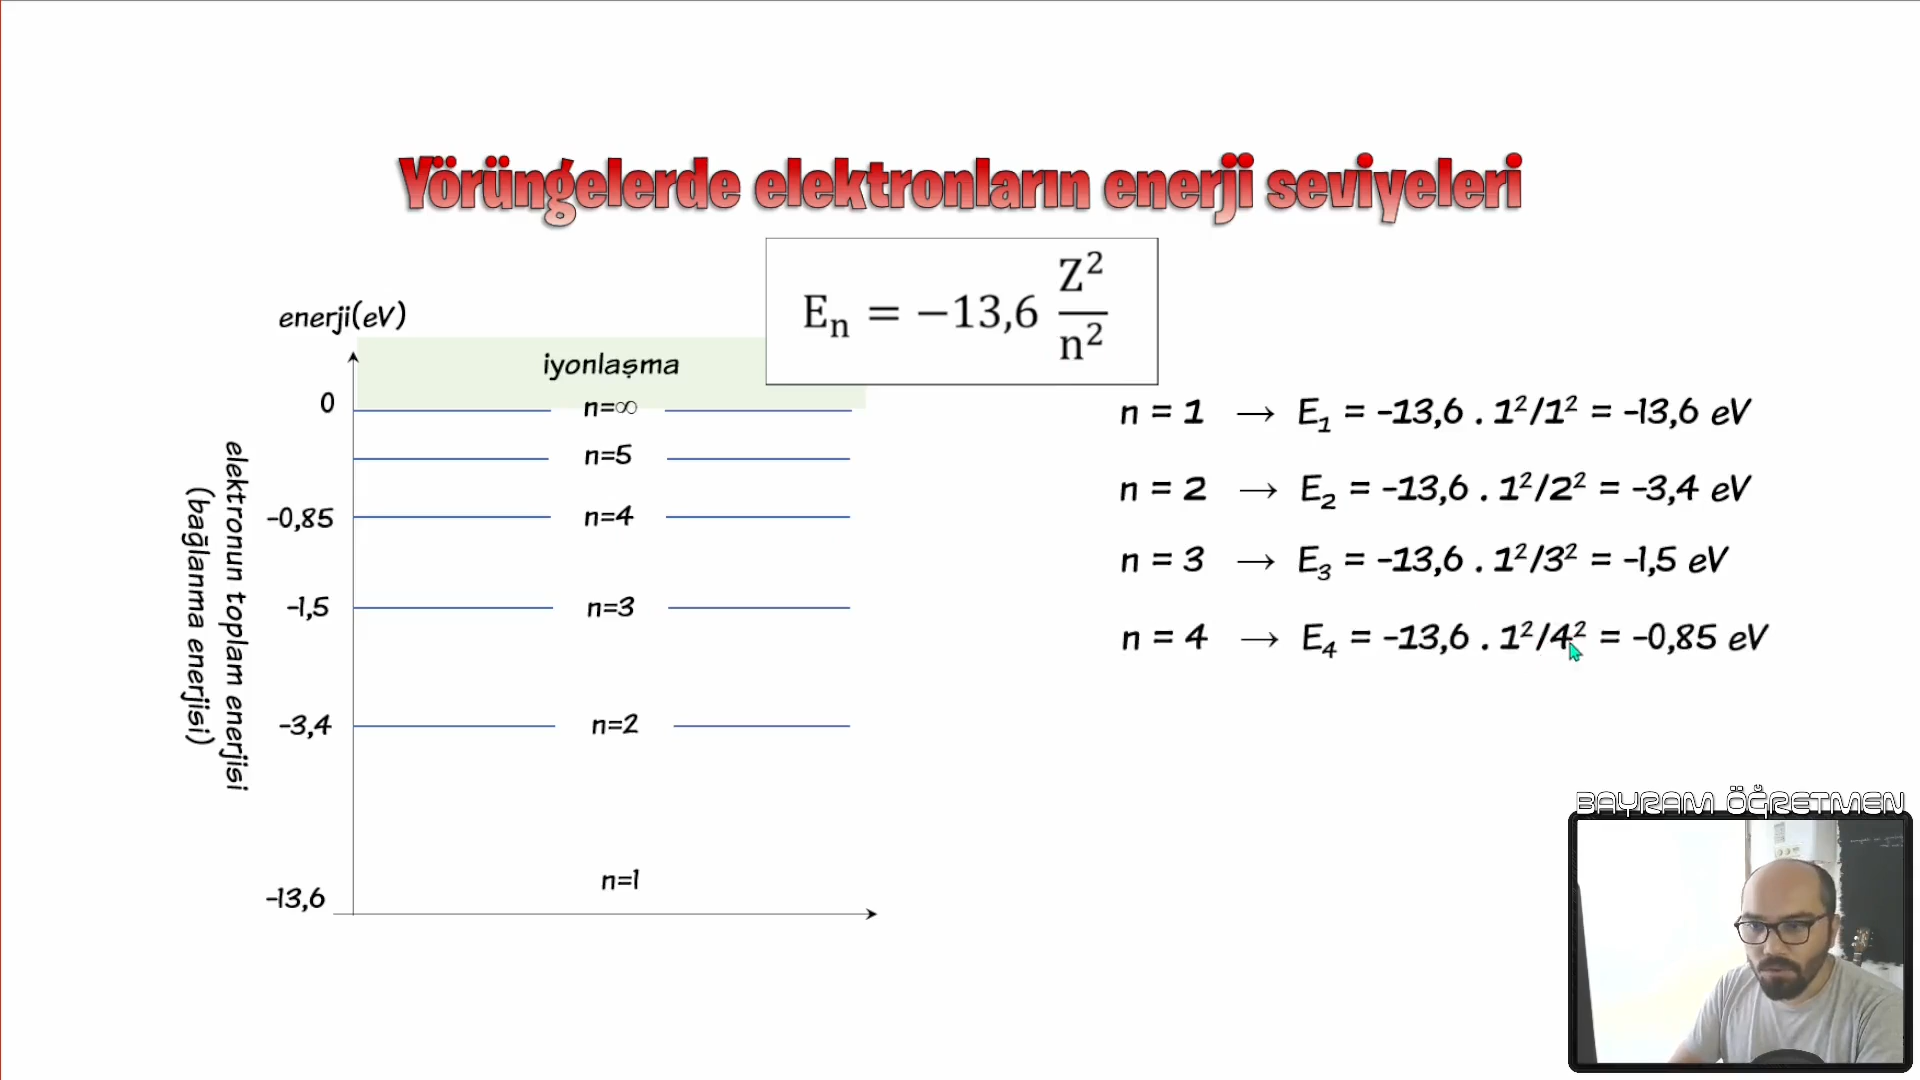 Yörüngelerde elektronların enerji seviyeleri
Eₙ = −13,6 Z²/n²
enerji(eV)
iyonlaşma
0
n=∞
n=5
-0,85
n=4
-1,5
n=3
-3,4
n=2
n=1
-13,6
elektronun toplam enerjisi
(bağlanma enerjisi)
n = 1 → E₁ = -13,6 . 1²/1² = -13,6 eV
n = 2 → E₂ = -13,6 . 1²/2² = -3,4 eV
n = 3 → E₃ = -13,6 . 1²/3² = -1,5 eV
n = 4 → E₄ = -13,6 . 1²/4² = -0,85 eV
BAYRAM ÖĞRETMEN